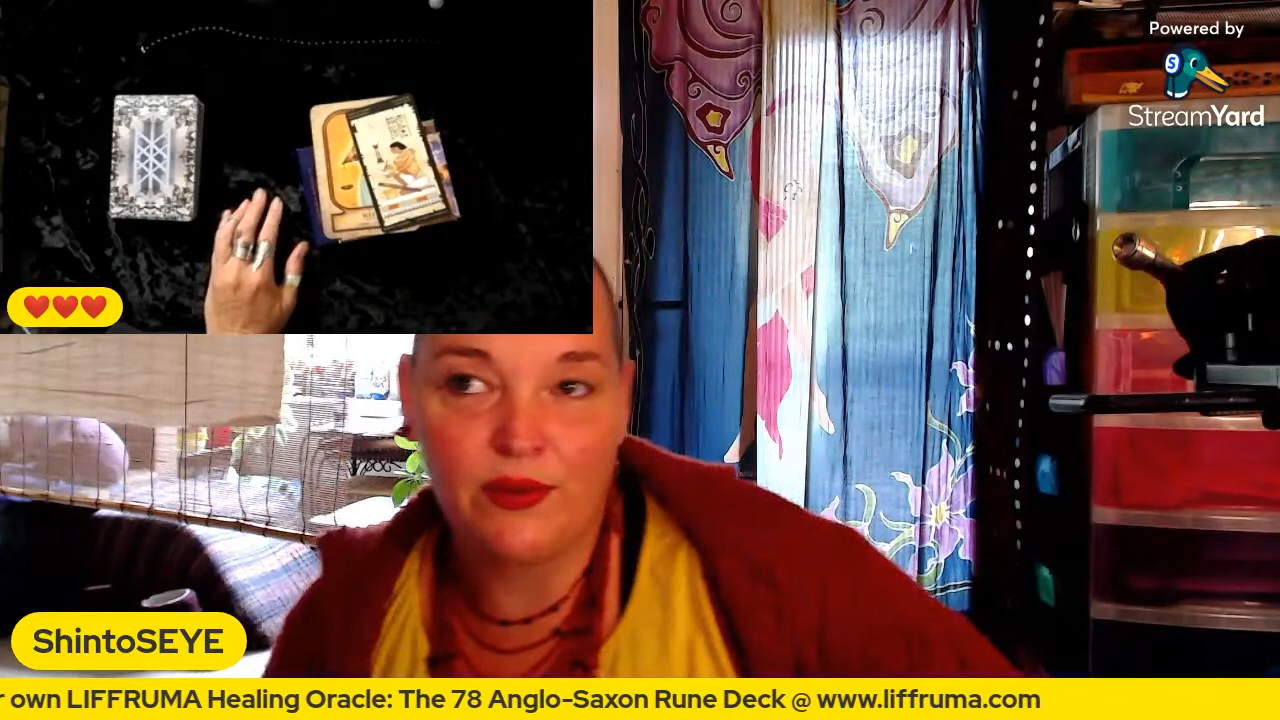 Powered by
S
StreamYard
ShintoSEYE
r own LIFFRUMA Healing Oracle: The 78 Anglo-Saxon Rune Deck @ www.liffruma.com